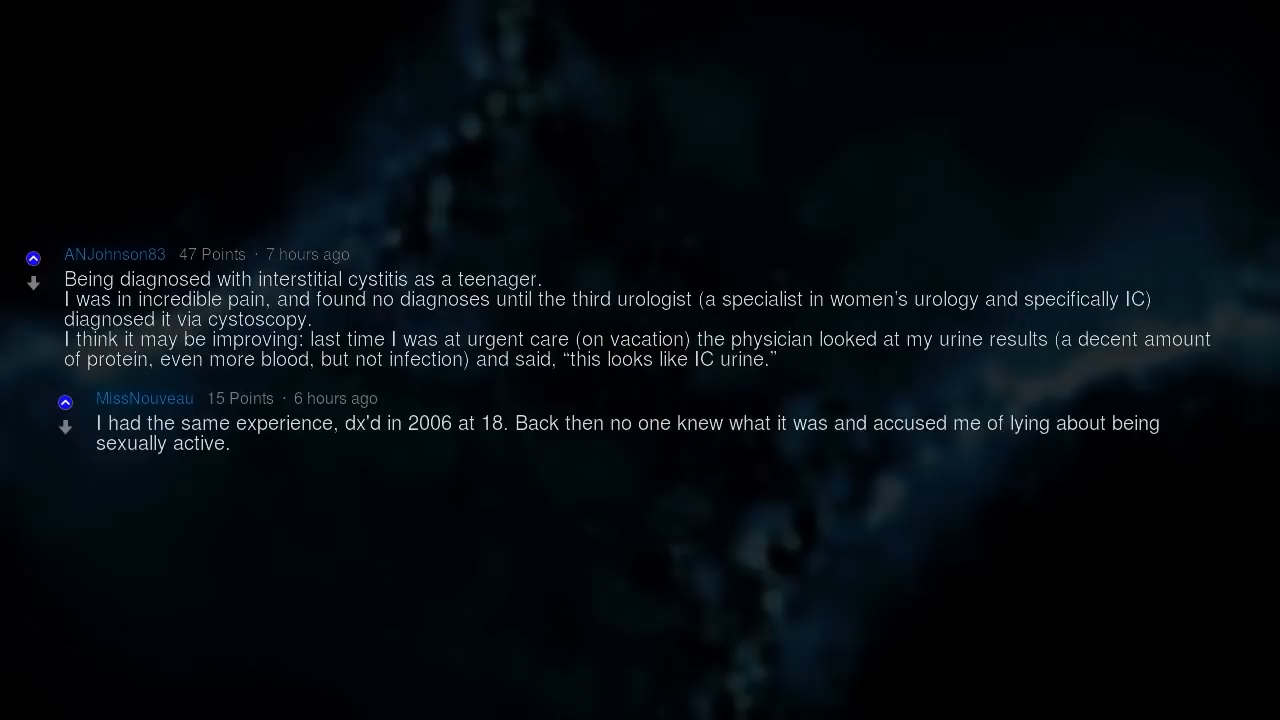 ANJohnson83 47 Points · 7 hours ago
Being diagnosed with interstitial cystitis as a teenager.
I was in incredible pain, and found no diagnoses until the third urologist (a specialist in women’s urology and specifically IC)
diagnosed it via cystoscopy.
I think it may be improving: last time I was at urgent care (on vacation) the physician looked at my urine results (a decent amount
of protein, even more blood, but not infection) and said, “this looks like IC urine.”
MissNouveau 15 Points · 6 hours ago
I had the same experience, dx'd in 2006 at 18. Back then no one knew what it was and accused me of lying about being
sexually active.